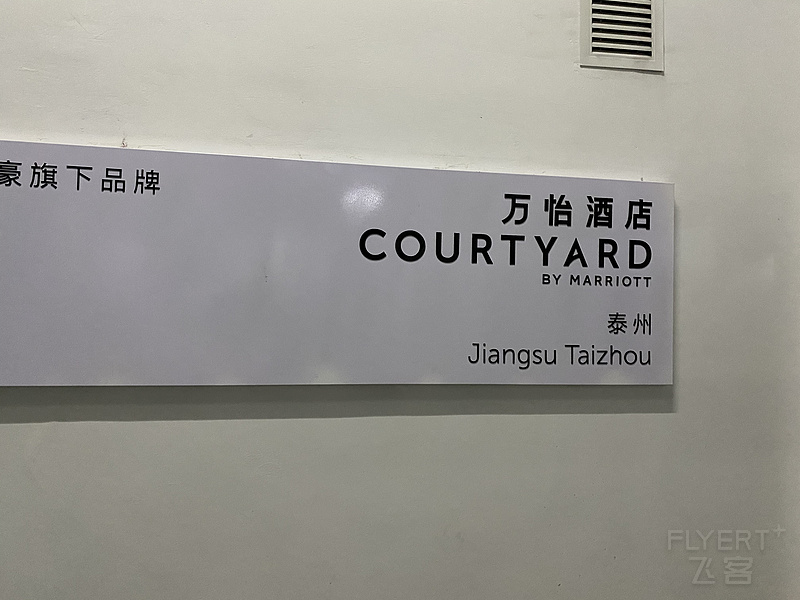 豪旗下品牌
万怡酒店
COURTYARD
BY MARRIOTT
泰州
Jiangsu Taizhou
FLYERT+
飞客